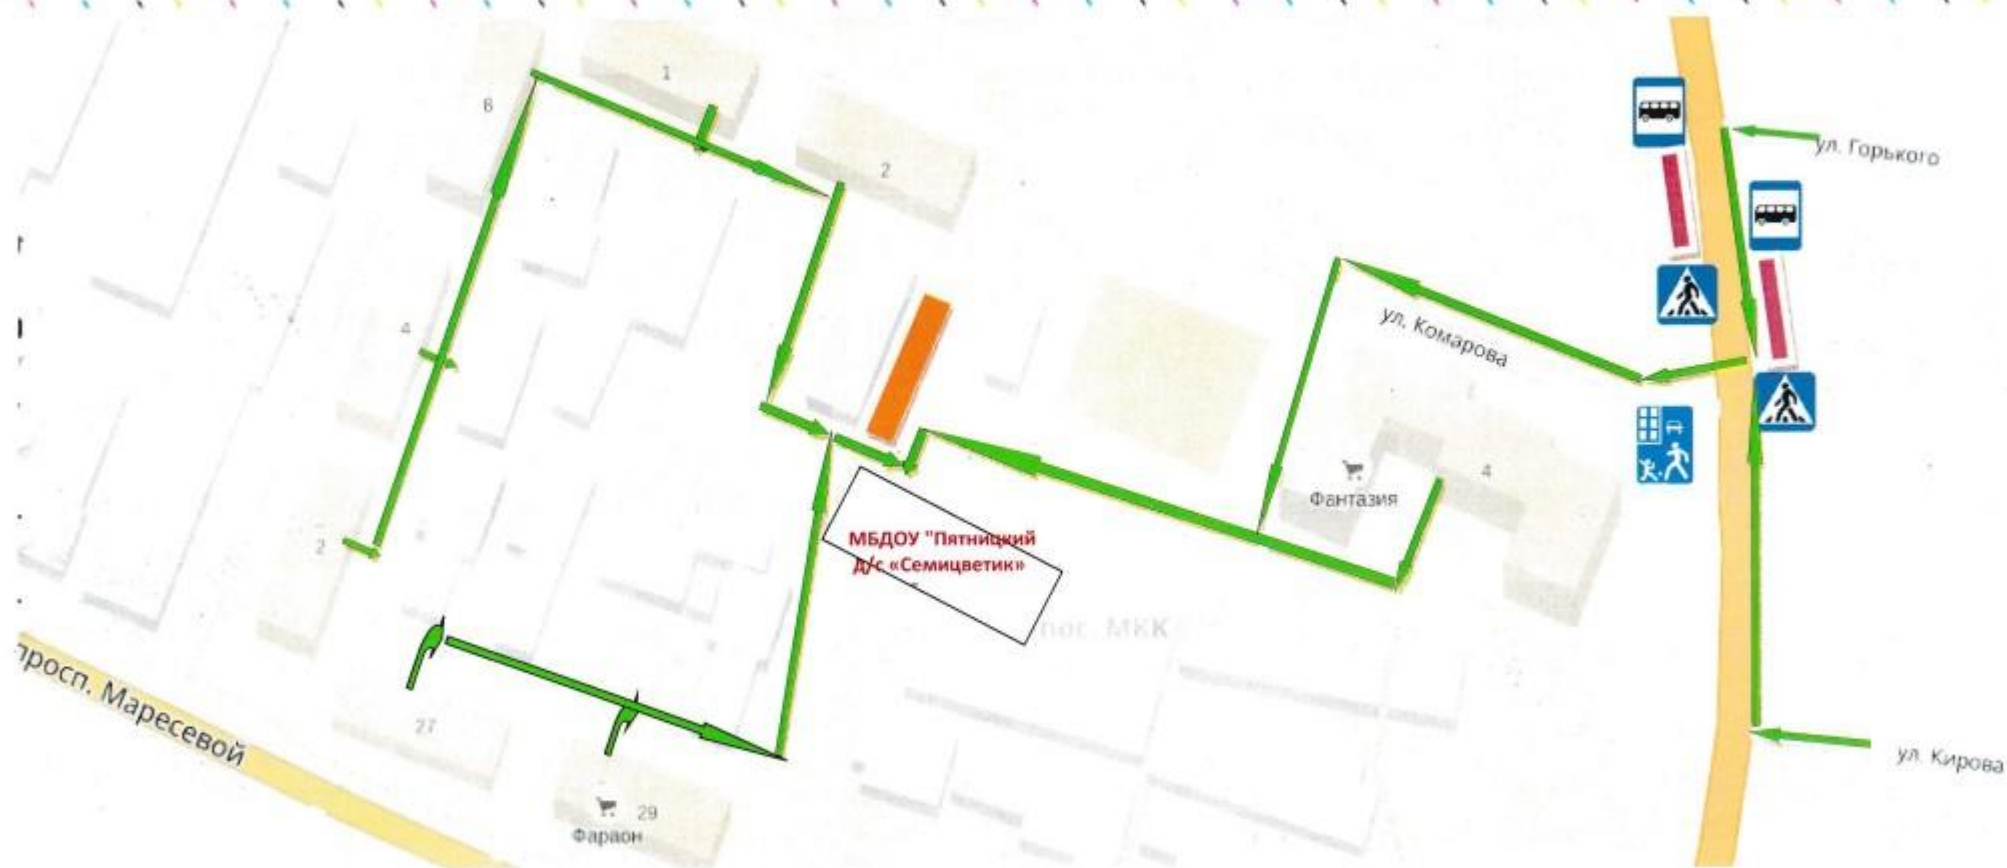 1
6
2
ул. Горького
4
ул. Комарова
4
Фантазия
2
МБДОУ "Пятницкий
д/с «Семицветик»
пос. МКК
просп. Маресевой
27
29
Фараон
ул. Кирова